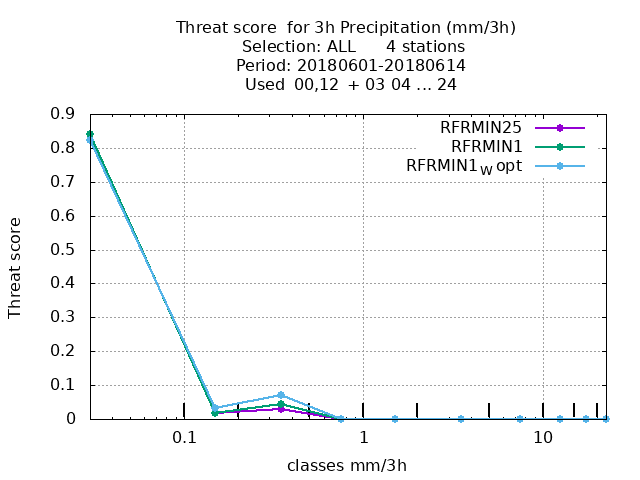 Threat score for 3h Precipitation (mm/3h)
Selection: ALL 4 stations
Period: 20180601-20180614
Used 00,12 + 03 04 ... 24
RFRMIN25
RFRMIN1
RFRMIN1W opt
0.9
0.8
0.7
0.6
0.5
0.4
0.3
0.2
0.1
0
Threat score
0.1 1 10
classes mm/3h